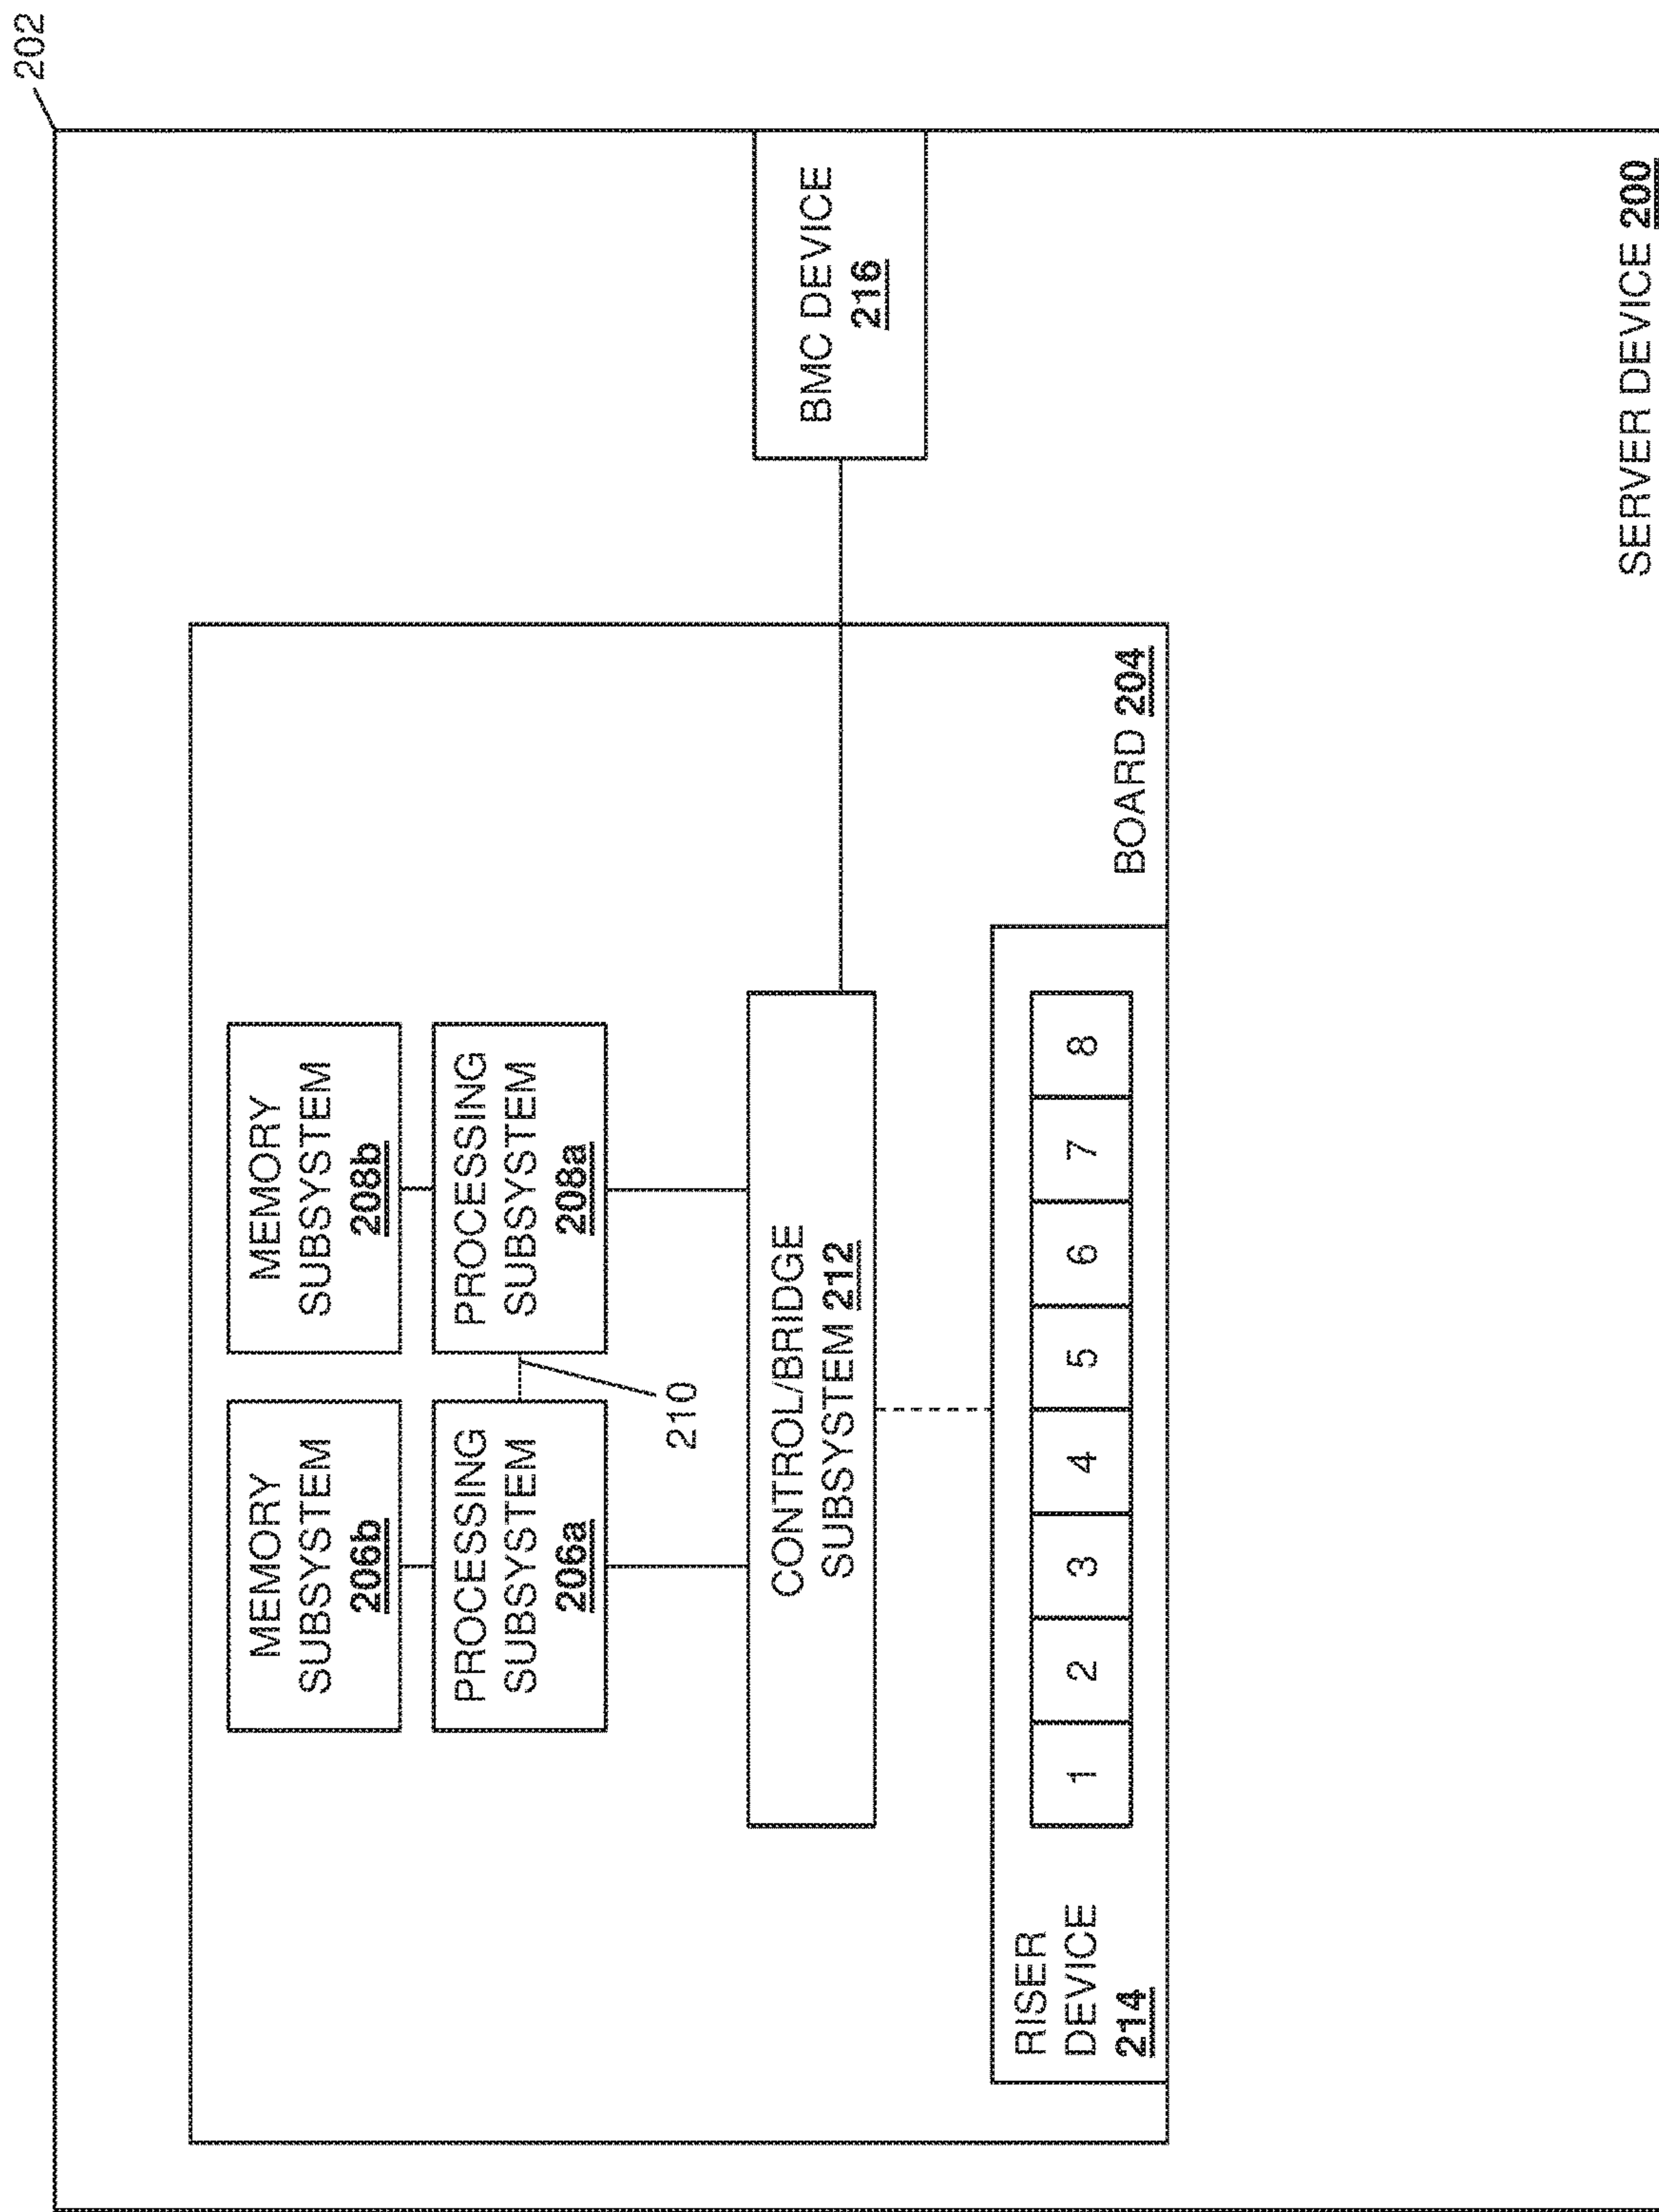 202
MEMORY
SUBSYSTEM
206b
MEMORY
SUBSYSTEM
208b
PROCESSING
SUBSYSTEM
206a
PROCESSING
SUBSYSTEM
208a
210
CONTROL/BRIDGE
SUBSYSTEM 212
BMC DEVICE
216
RISER
DEVICE
214
1 2 3 4 5 6 7 8
BOARD 204
SERVER DEVICE 200